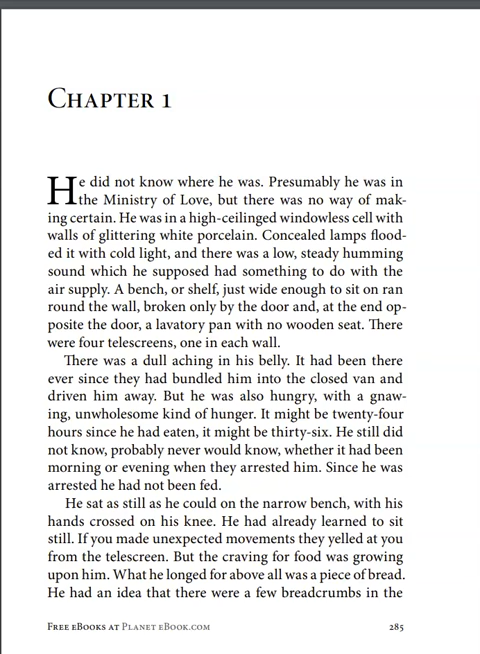 CHAPTER 1
He did not know where he was. Presumably he was in
the Ministry of Love, but there was no way of mak-
ing certain. He was in a high-ceilinged windowless cell with
walls of glittering white porcelain. Concealed lamps flood-
ed it with cold light, and there was a low, steady humming
sound which he supposed had something to do with the
air supply. A bench, or shelf, just wide enough to sit on ran
round the wall, broken only by the door and, at the end op-
posite the door, a lavatory pan with no wooden seat. There
were four telescreens, one in each wall.
There was a dull aching in his belly. It had been there
ever since they had bundled him into the closed van and
driven him away. But he was also hungry, with a gnaw-
ing, unwholesome kind of hunger. It might be twenty-four
hours since he had eaten, it might be thirty-six. He still did
not know, probably never would know, whether it had been
morning or evening when they arrested him. Since he was
arrested he had not been fed.
He sat as still as he could on the narrow bench, with his
hands crossed on his knee. He had already learned to sit
still. If you made unexpected movements they yelled at you
from the telescreen. But the craving for food was growing
upon him. What he longed for above all was a piece of bread.
He had an idea that there were a few breadcrumbs in the
FREE EBOOKS AT PLANET EBOOK.COM 285